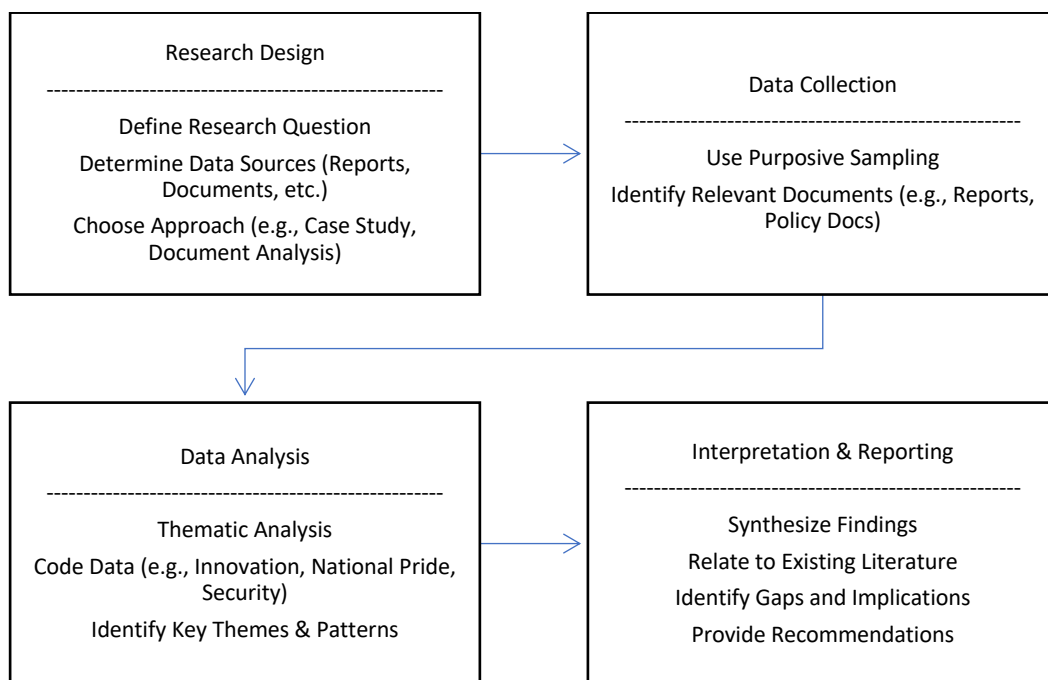 Research Design
------------------------------------------------------
Define Research Question
Determine Data Sources (Reports,
Documents, etc.)
Choose Approach (e.g., Case Study,
Document Analysis)
Data Collection
------------------------------------------------------
Use Purposive Sampling
Identify Relevant Documents (e.g., Reports,
Policy Docs)
Data Analysis
------------------------------------------------------
Thematic Analysis
Code Data (e.g., Innovation, National Pride,
Security)
Identify Key Themes & Patterns
Interpretation & Reporting
------------------------------------------------------
Synthesize Findings
Relate to Existing Literature
Identify Gaps and Implications
Provide Recommendations